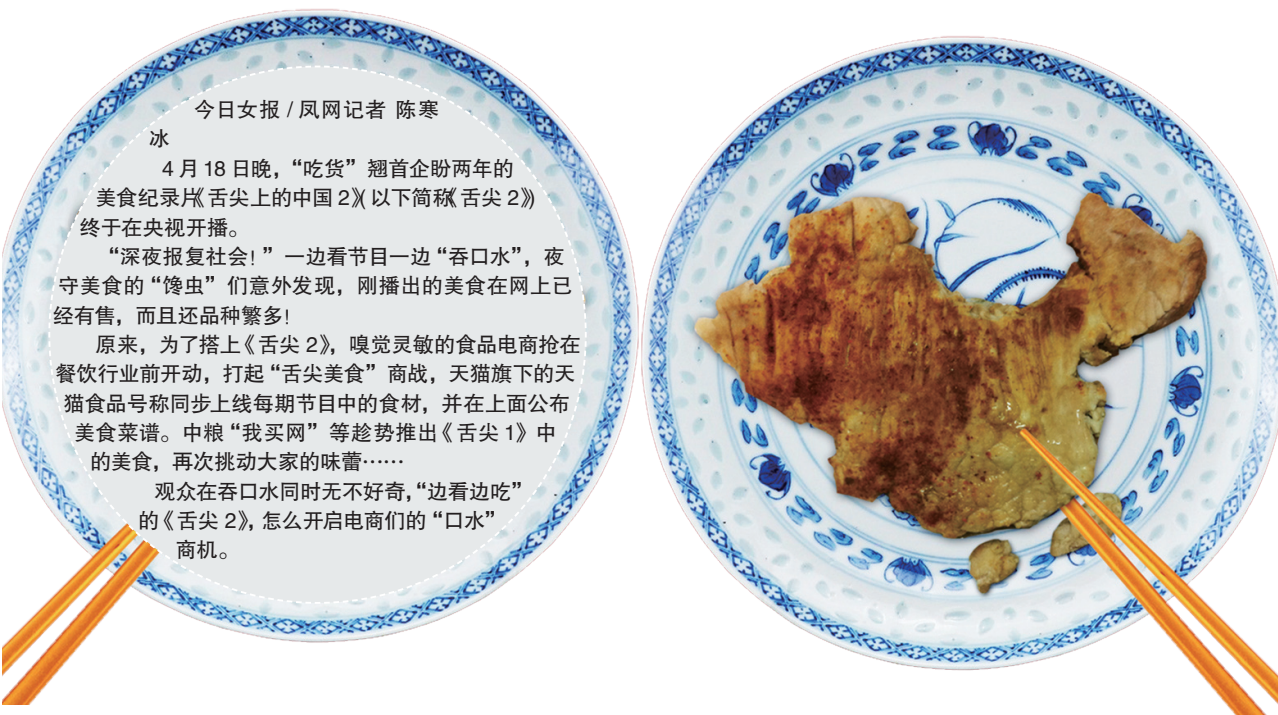 今日女报 / 凤网记者 陈寒
冰
4 月 18 日晚，“吃货” 翘首企盼两年的
美食纪录片《舌尖上的中国 2》（以下简称《舌尖 2》）
终于在央视开播。
“深夜报复社会！” 一边看节目一边 “吞口水”，夜
守美食的 “馋虫” 们意外发现，刚播出的美食在网上已
经有售，而且还品种繁多！
原来，为了搭上《舌尖 2》，嗅觉灵敏的食品电商抢在
餐饮行业前开动，打起 “舌尖美食” 商战，天猫旗下的天
猫食品号称同步上线每期节目中的食材，并在上面公布
美食菜谱。中粮 “我买网” 等趁势推出《舌尖 1》中
的美食，再次挑动大家的味蕾……
观众在吞口水同时无不好奇，“边看边吃”
的《舌尖 2》，怎么开启电商们的 “口水”
商机。